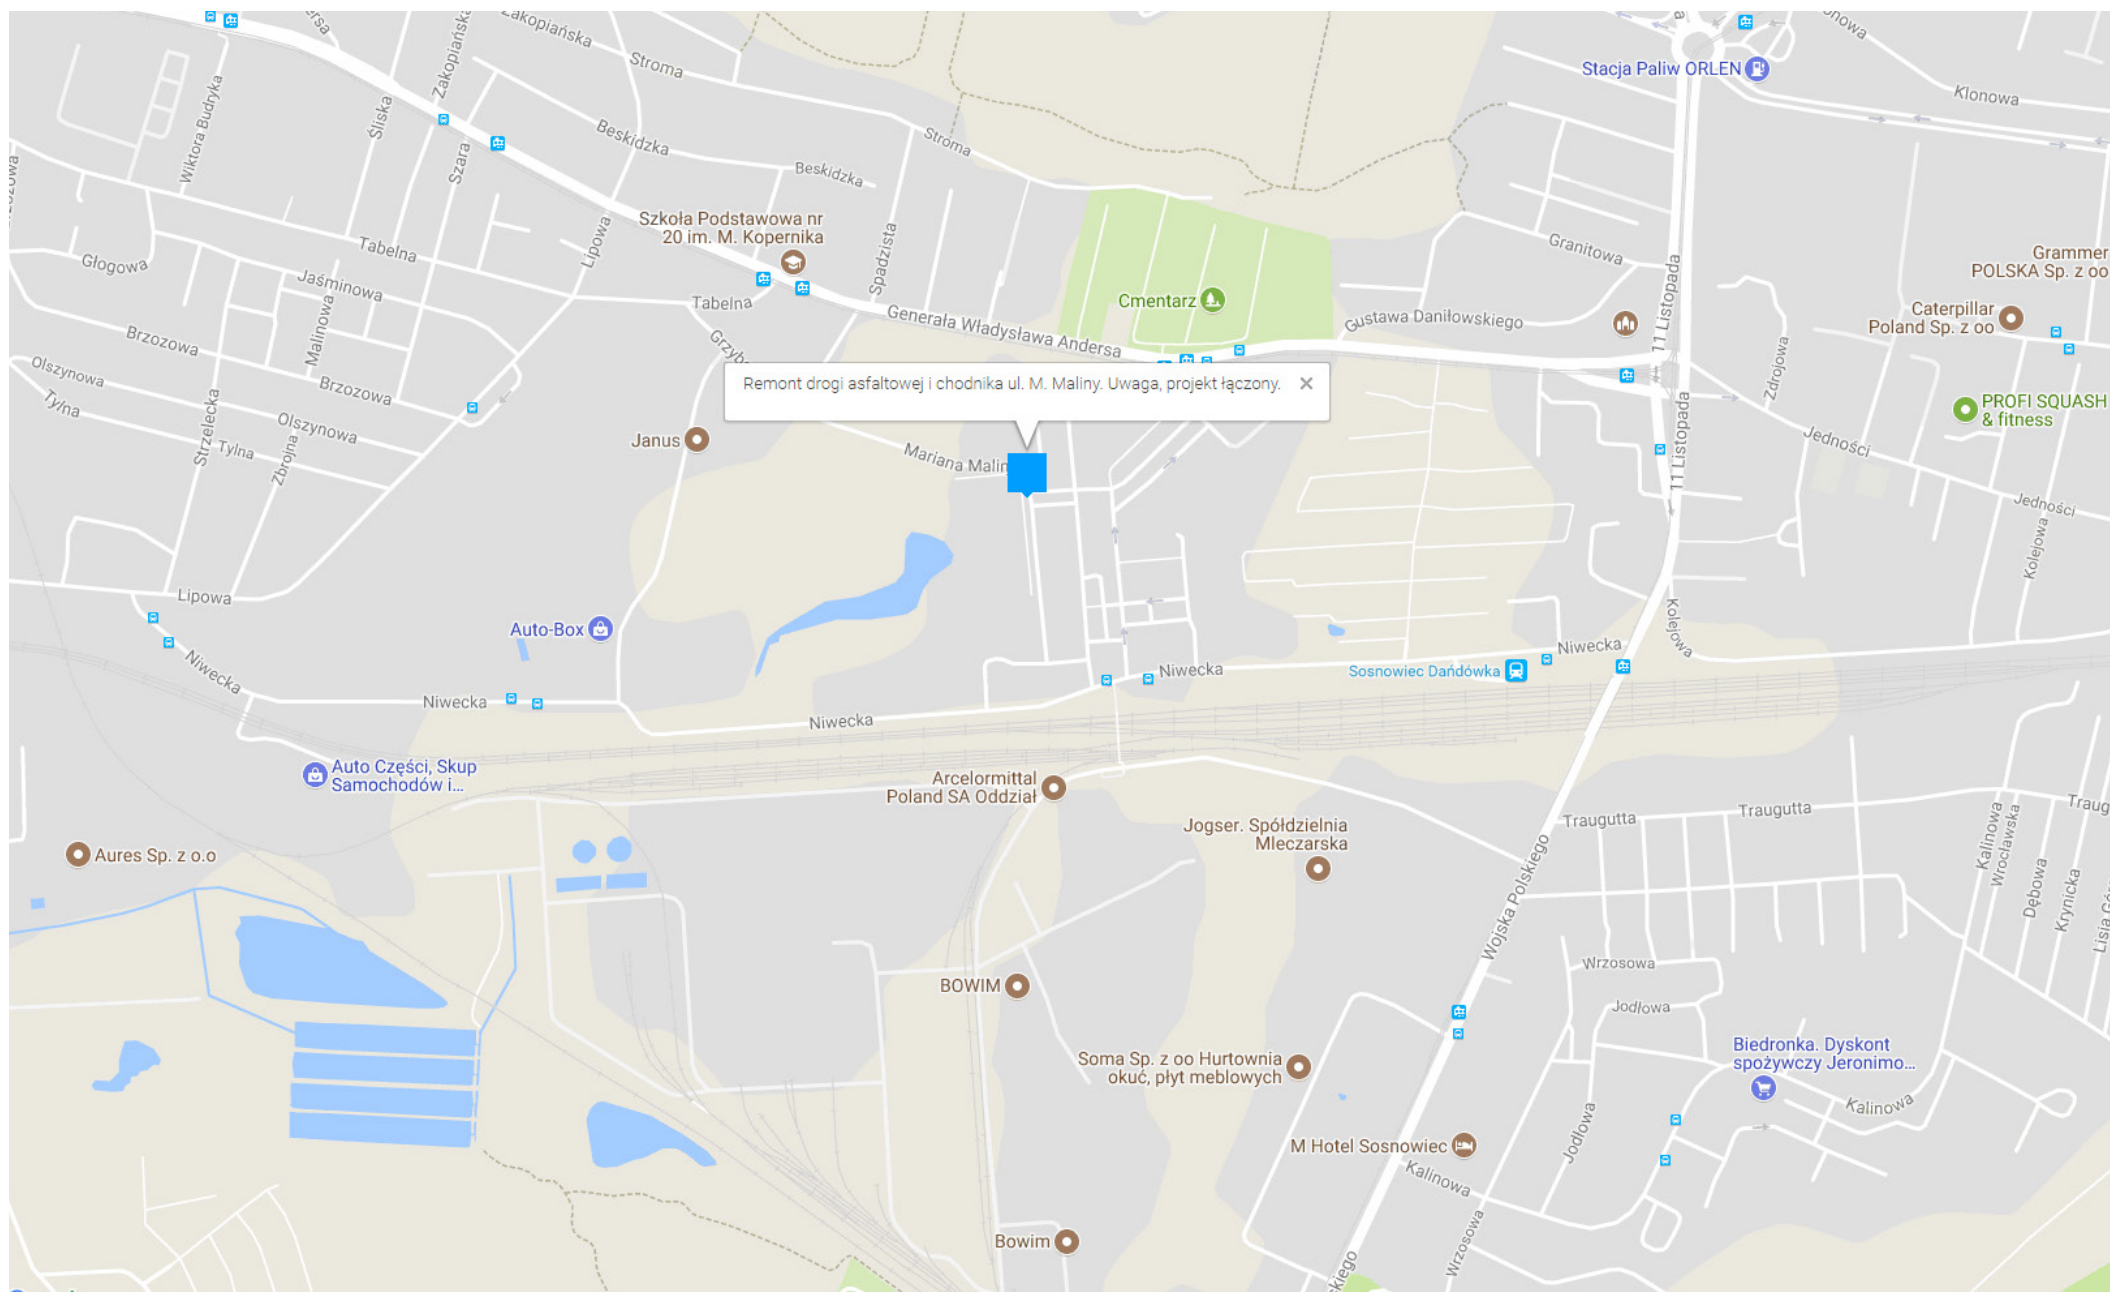 Zakopiańska
Zakopiańska
Stroma
Stacja Paliw ORLEN
Klonowa
Wiktora Budryka
Śliska
Szara
Beskidzka
Stroma
Beskidzka
Szkoła Podstawowa nr
20 im. M. Kopernika
Lipowa
Spadzista
Tabelna
Głogowa
Jaśminowa
Malinowa
Tabelna
Cmentarz
Granitowa
Grammer
POLSKA Sp. z oo
Caterpillar
Poland Sp. z oo
Generała Władysława Andersa
Gustawa Daniłowskiego
11 Listopada
Zdrojowa
Brzozowa
Olszynowa
Brzozowa
Remont drogi asfaltowej i chodnika ul. M. Maliny. Uwaga, projekt łączony.
PROFI SQUASH
& fitness
Tylna
Strzelecka
Olszynowa
Zbrojna
Tylna
Janus
Mariana Malin
11 Listopada
Jedności
Jedności
Kolejowa
Lipowa
Auto-Box
Kolejowa
Niwecka
Niwecka
Niwecka
Sosnowiec Dańdówka
Niwecka
Niwecka
Auto Części, Skup
Samochodów i...
Arcelormittal
Poland SA Oddział
Jogser. Spółdzielnia
Mleczarska
Traugutta
Traugutta
Traug
Kalinowa
Wrocławska
Dębowa
Krynicka
Aures Sp. z o.o
Wojska Polskiego
Wrzosowa
Jodłowa
BOWIM
Soma Sp. z oo Hurtownia
okuć, płyt meblowych
Biedronka. Dyskont
spożywczy Jeronimo...
Kalinowa
Jodłowa
M Hotel Sosnowiec
Kalinowa
Wrzosowa
Bowim
skiego